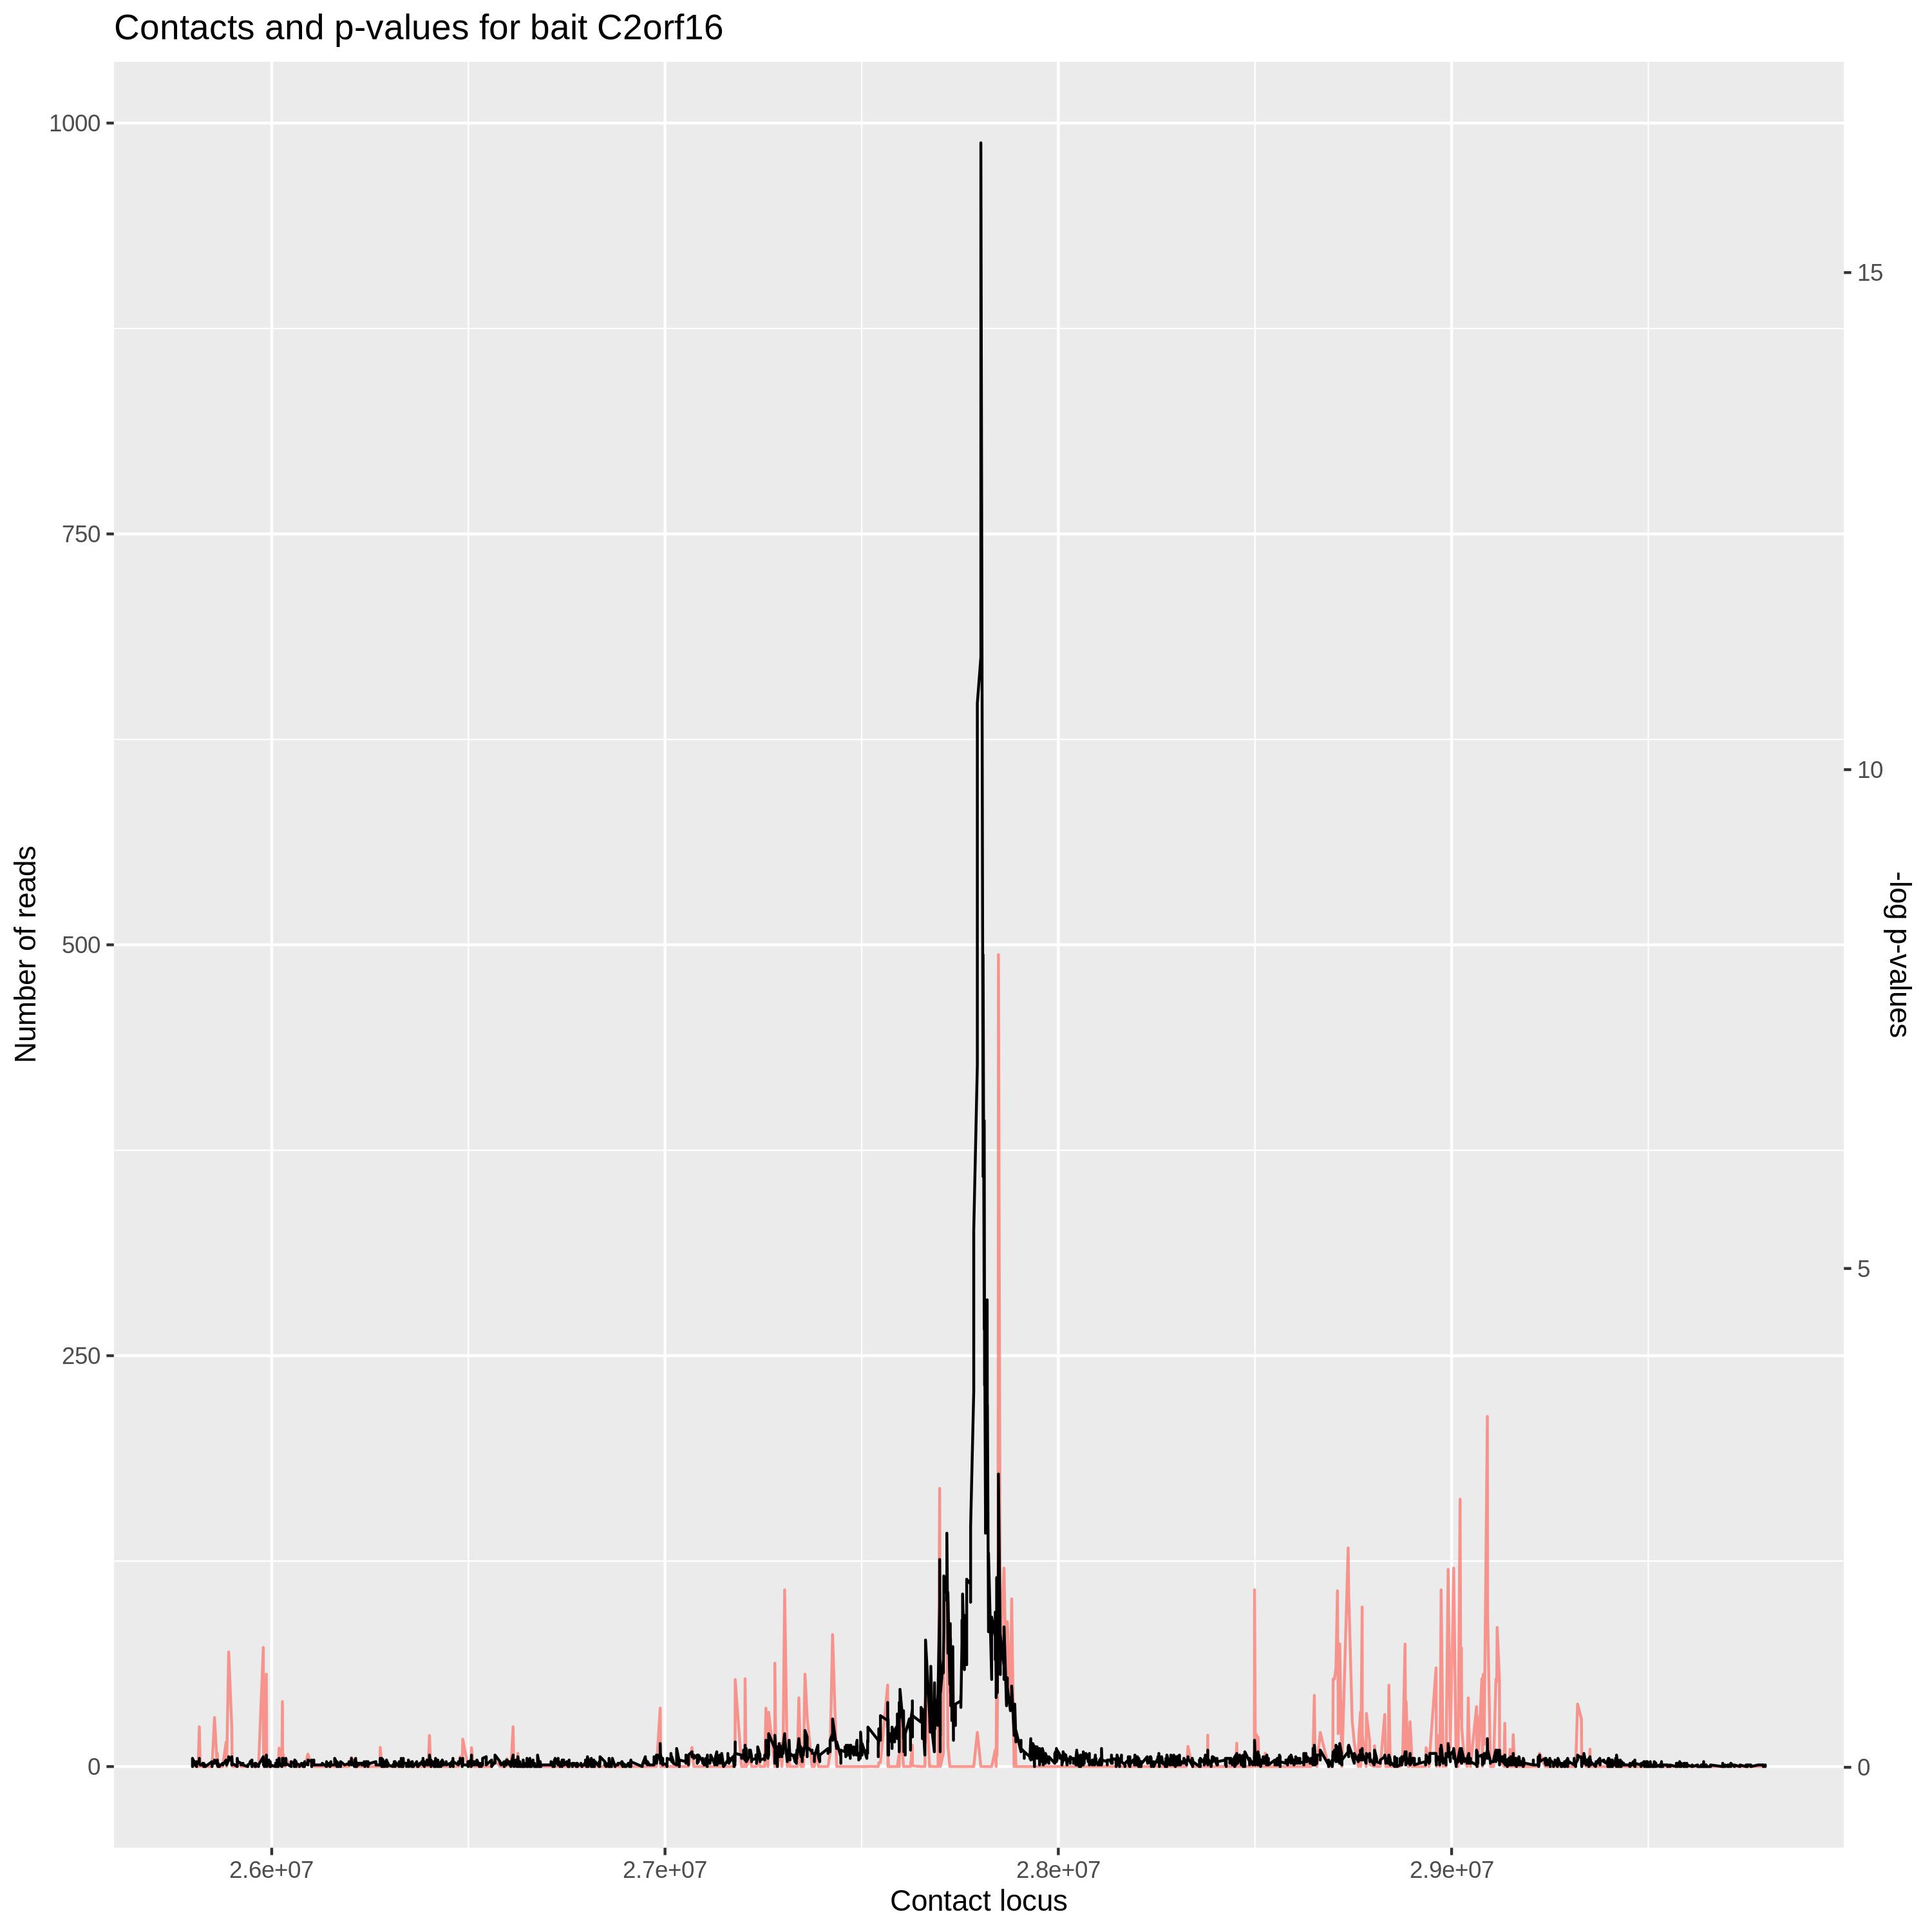 Contacts and p-values for bait C2orf16
1000
750
500
250
0
Number of reads
15
10
5
0
-log p-values
2.6e+07
2.7e+07
2.8e+07
2.9e+07
Contact locus